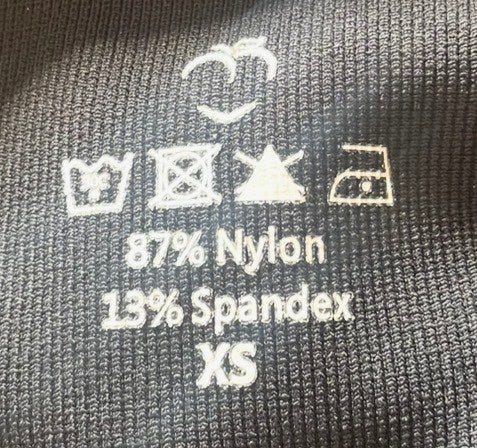 87% Nylon
13% Spandex
XS